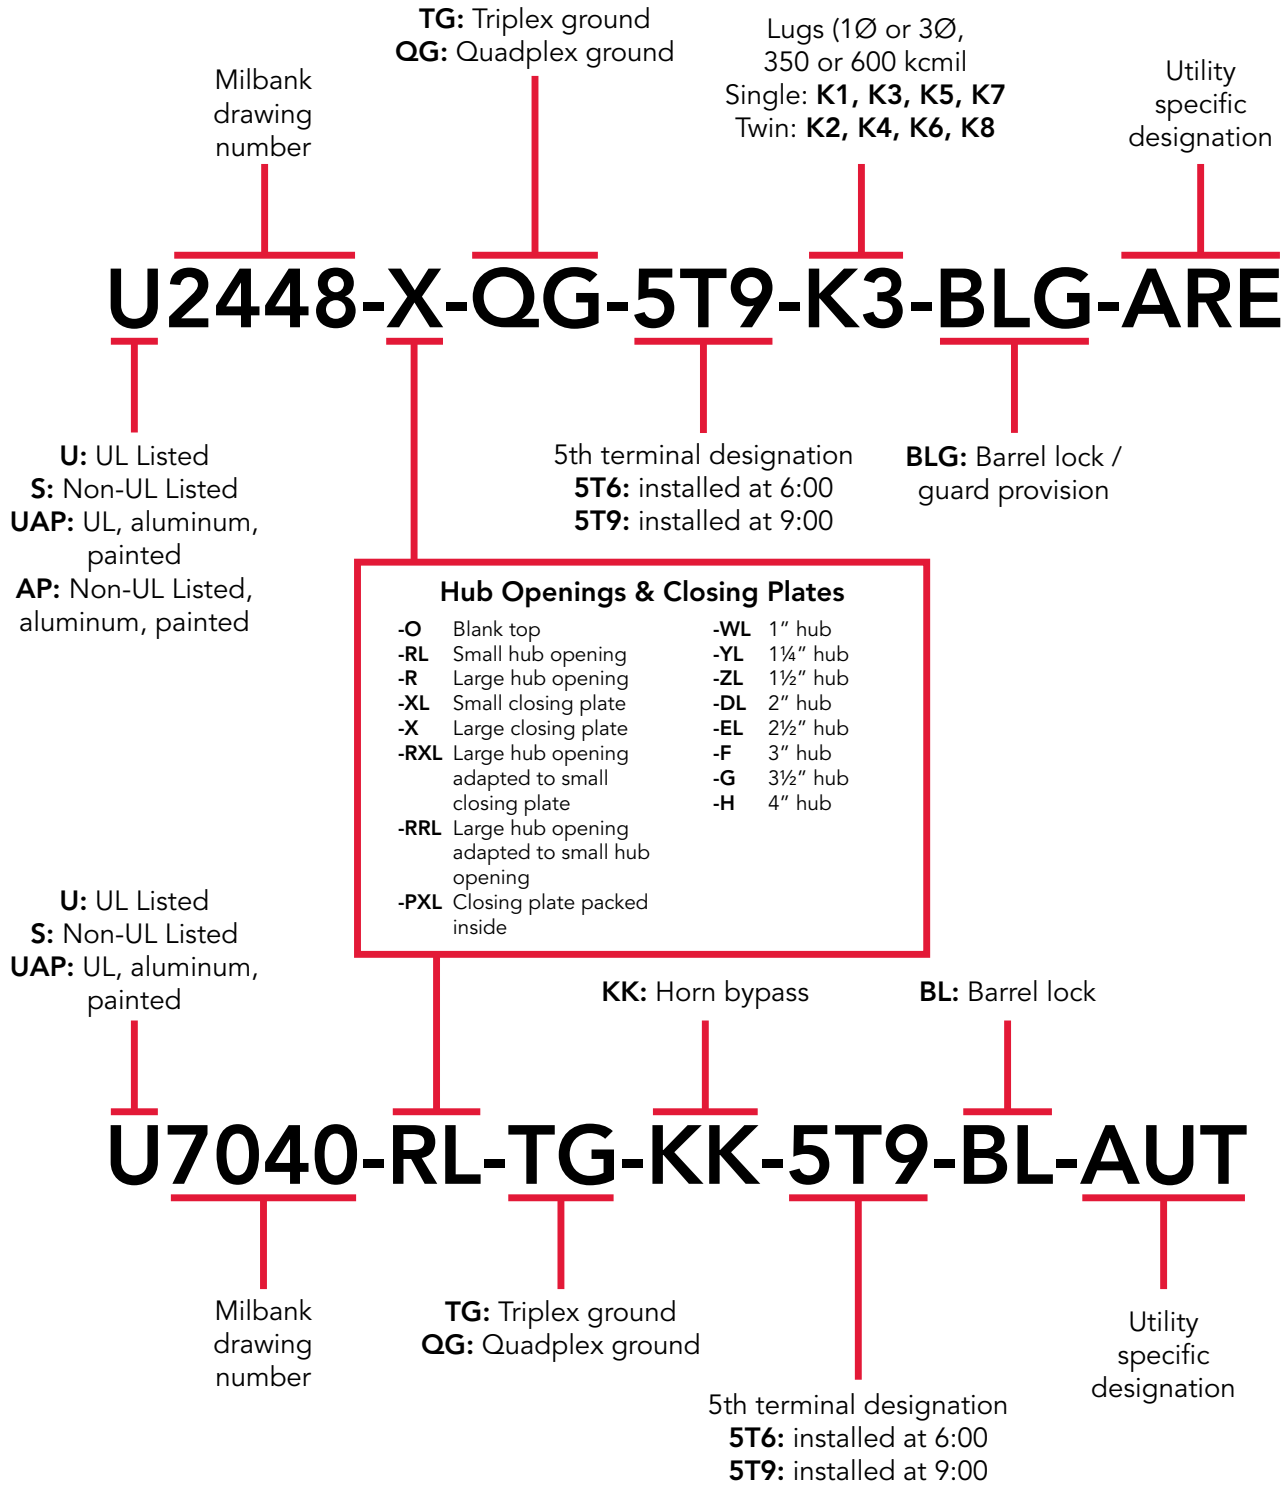 TG: Triplex ground
QG: Quadplex ground
Lugs (1Ø or 3Ø,
350 or 600 kcmil
Single: K1, K3, K5, K7
Twin: K2, K4, K6, K8
Milbank
drawing
number
Utility
specific
designation
U2448-X-QG-5T9-K3-BLG-ARE
U: UL Listed
S: Non-UL Listed
UAP: UL, aluminum,
painted
AP: Non-UL Listed,
aluminum, painted
5th terminal designation
5T6: installed at 6:00
5T9: installed at 9:00
BLG: Barrel lock /
guard provision
Hub Openings & Closing Plates
-O Blank top
-RL Small hub opening
-R Large hub opening
-XL Small closing plate
-X Large closing plate
-RXL Large hub opening
adapted to small
closing plate
-RRL Large hub opening
adapted to small hub
opening
-PXL Closing plate packed
inside
-WL 1” hub
-YL 1¼” hub
-ZL 1½” hub
-DL 2” hub
-EL 2½” hub
-F 3” hub
-G 3½” hub
-H 4” hub
U: UL Listed
S: Non-UL Listed
UAP: UL, aluminum,
painted
KK: Horn bypass
BL: Barrel lock
U7040-RL-TG-KK-5T9-BL-AUT
Milbank
drawing
number
TG: Triplex ground
QG: Quadplex ground
5th terminal designation
5T6: installed at 6:00
5T9: installed at 9:00
Utility
specific
designation